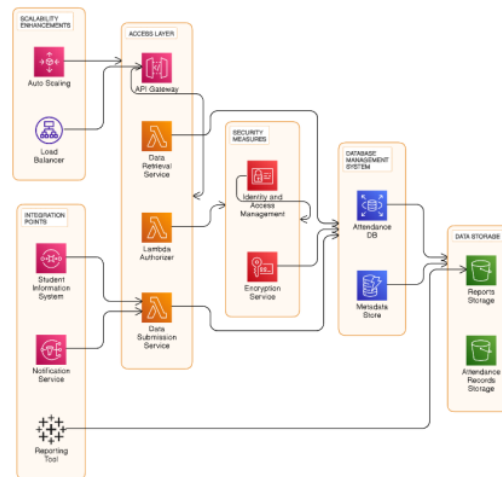 SCALABILITY
ENHANCEMENTS
Auto Scaling
Load
Balancer
ACCESS LAYER
API Gateway
Data
Retrieval
Service
Lambda
Authorizer
Data
Submission
Service
SECURITY
MEASURES
Identity and
Access
Management
Encryption
Service
DATABASE
MANAGEMENT
SYSTEM
Attendance
DB
Metadata
Store
DATA STORAGE
Reports
Storage
Attendance
Records
Storage
INTEGRATION
POINTS
Student
Information
System
Notification
Service
Reporting
Tool